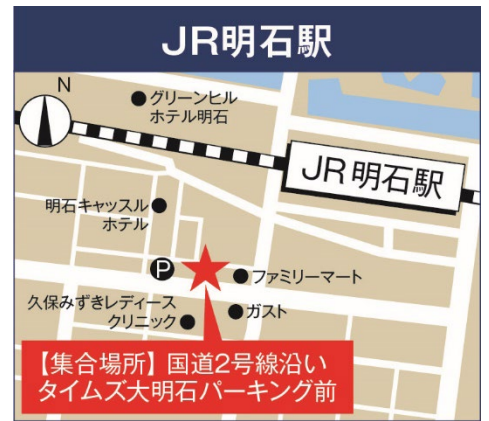 JR明石駅
N
グリーンヒル
ホテル明石
JR明石駅
明石キャッスル
ホテル
P
ファミリーマート
久保みずきレディース
クリニック
ガスト
【集合場所】国道2号線沿い
タイムズ大明石パーキング前